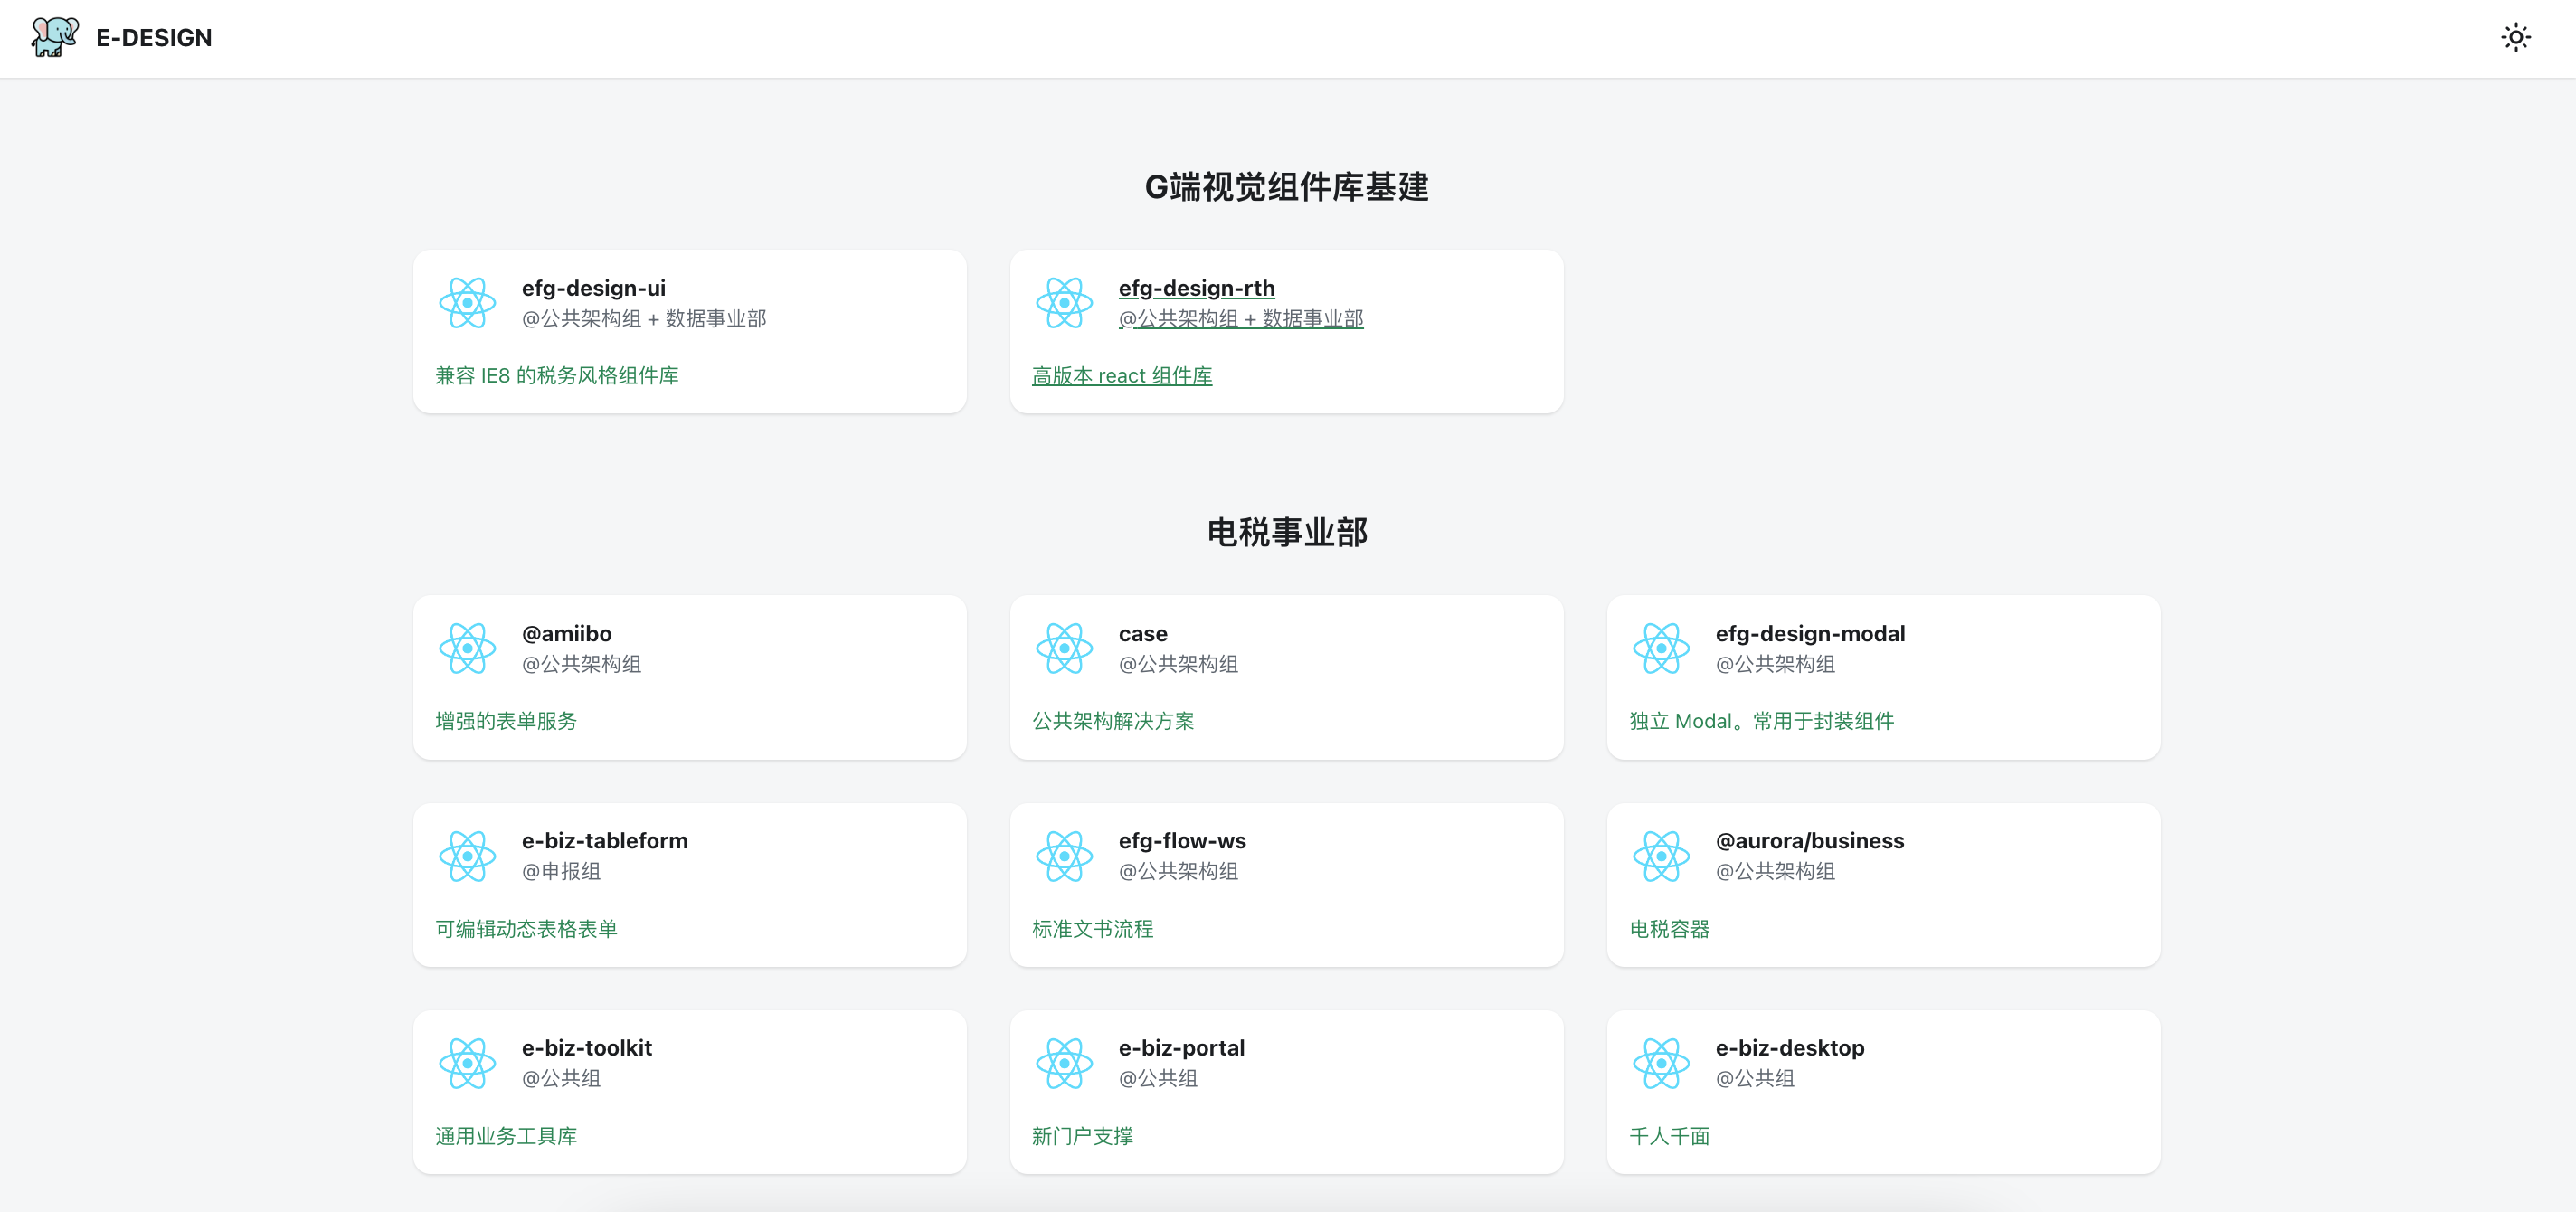 E-DESIGN
G端视觉组件库基建
efg-design-ui
@公共架构组 + 数据事业部
兼容 IE8 的税务风格组件库
efg-design-rth
@公共架构组 + 数据事业部
高版本 react 组件库
电税事业部
@amiibo
@公共架构组
增强的表单服务
case
@公共架构组
公共架构解决方案
efg-design-modal
@公共架构组
独立 Modal。常用于封装组件
e-biz-tableform
@申报组
可编辑动态表格表单
efg-flow-ws
@公共架构组
标准文书流程
@aurora/business
@公共架构组
电税容器
e-biz-toolkit
@公共组
通用业务工具库
e-biz-portal
@公共组
新门户支撑
e-biz-desktop
@公共组
千人千面